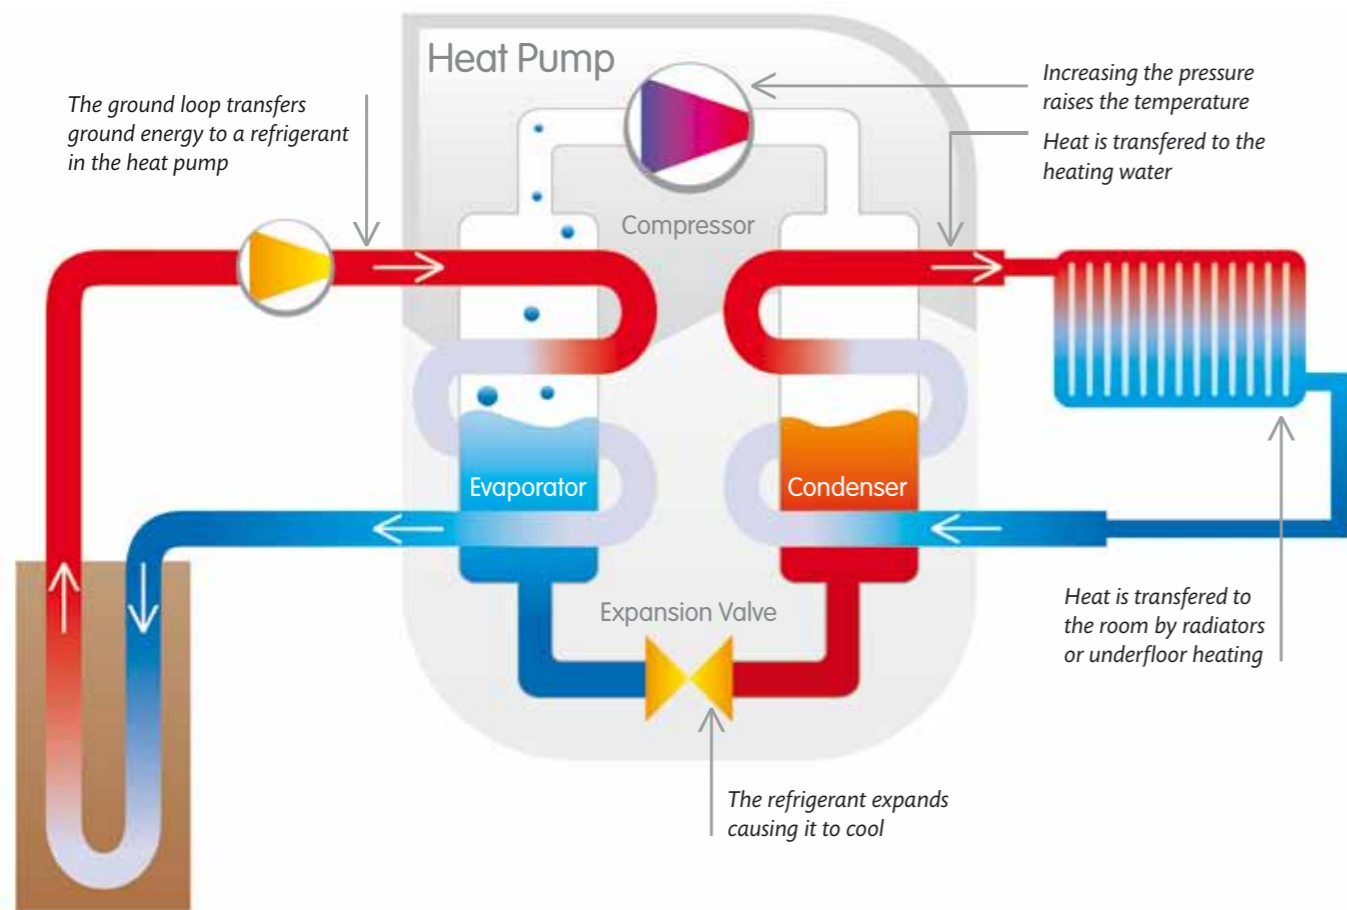 Heat Pump
The ground loop transfers
ground energy to a refrigerant
in the heat pump
Increasing the pressure
raises the temperature
Heat is transfered to the
heating water
Compressor
Evaporator
Condenser
Expansion Valve
Heat is transfered to
the room by radiators
or underfloor heating
The refrigerant expands
causing it to cool